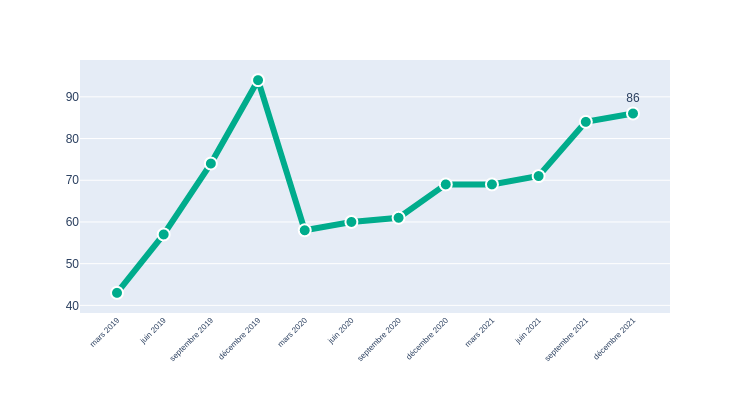 86
90
80
70
60
50
40
mars 2019
juin 2019
septembre 2019
décembre 2019
mars 2020
juin 2020
septembre 2020
décembre 2020
mars 2021
juin 2021
septembre 2021
décembre 2021